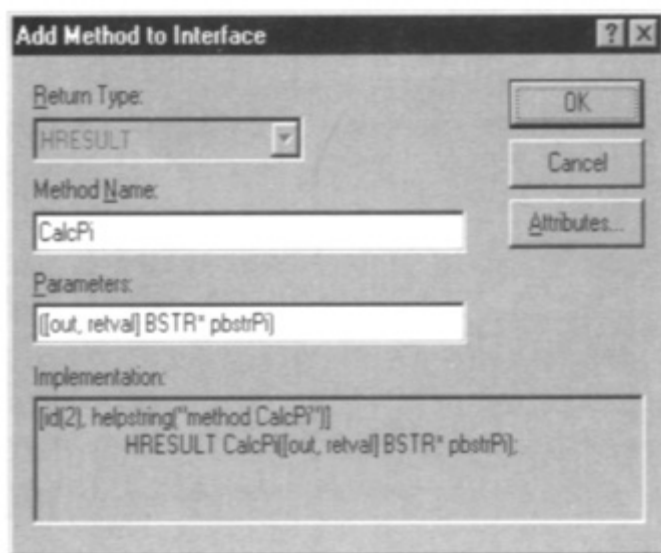 Add Method to Interface
? X
Return Type:
HRESULT
OK
Method Name:
Cancel
CalcPi
Attributes...
Parameters:
([out, retval] BSTR* pbstrPi)
Implementation:
[id(2), helpstring("method CalcPi")]
HRESULT CalcPi([out, retval] BSTR* pbstrPi);